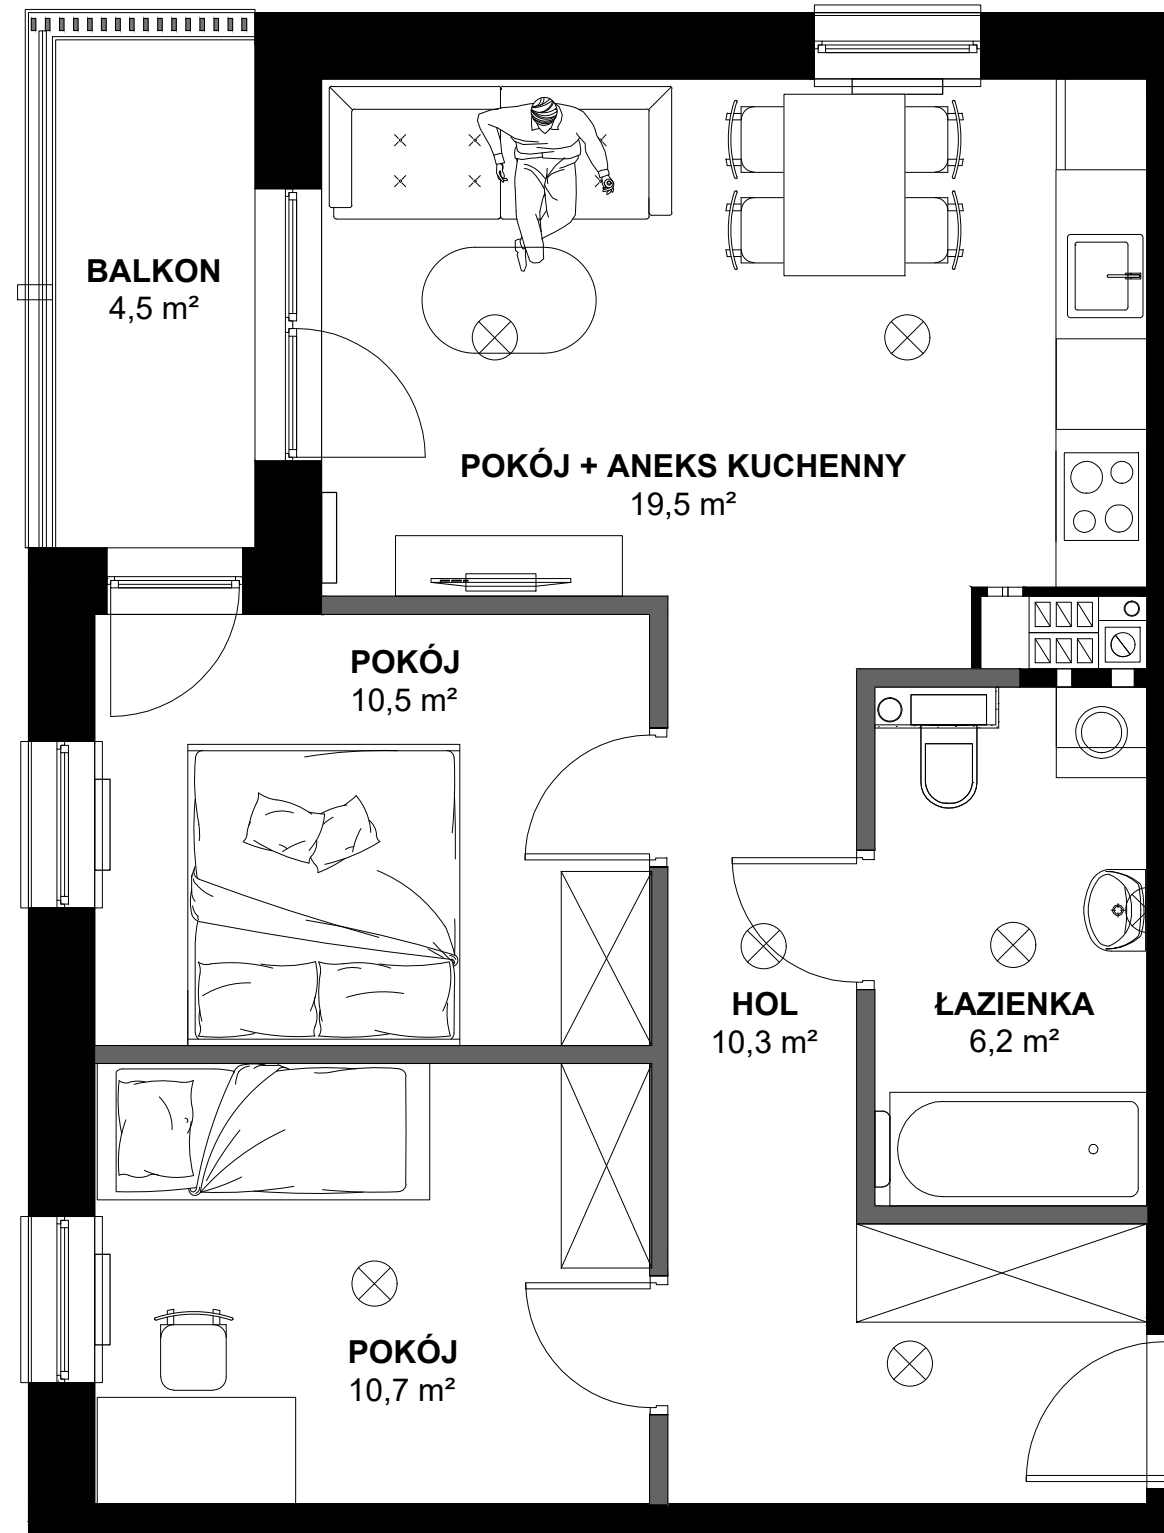 BALKON
4,5 m²
POKÓJ + ANEKS KUCHENNY
19,5 m²
POKÓJ
10,5 m²
HOL
10,3 m²
ŁAZIENKA
6,2 m²
POKÓJ
10,7 m²